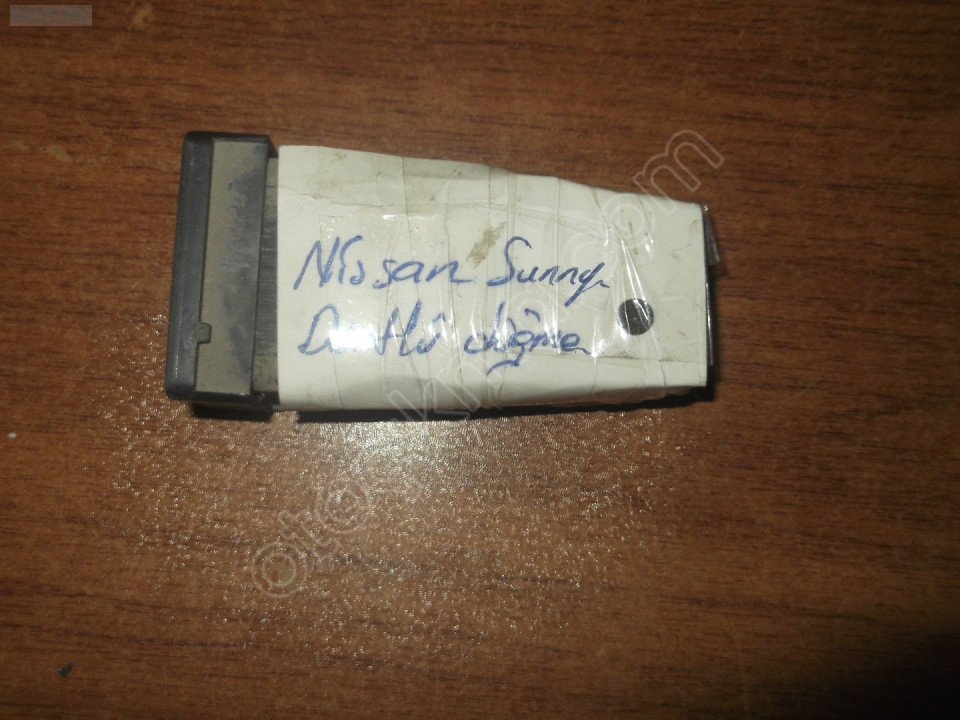 Nissan Sunny
Dörtlü düğme